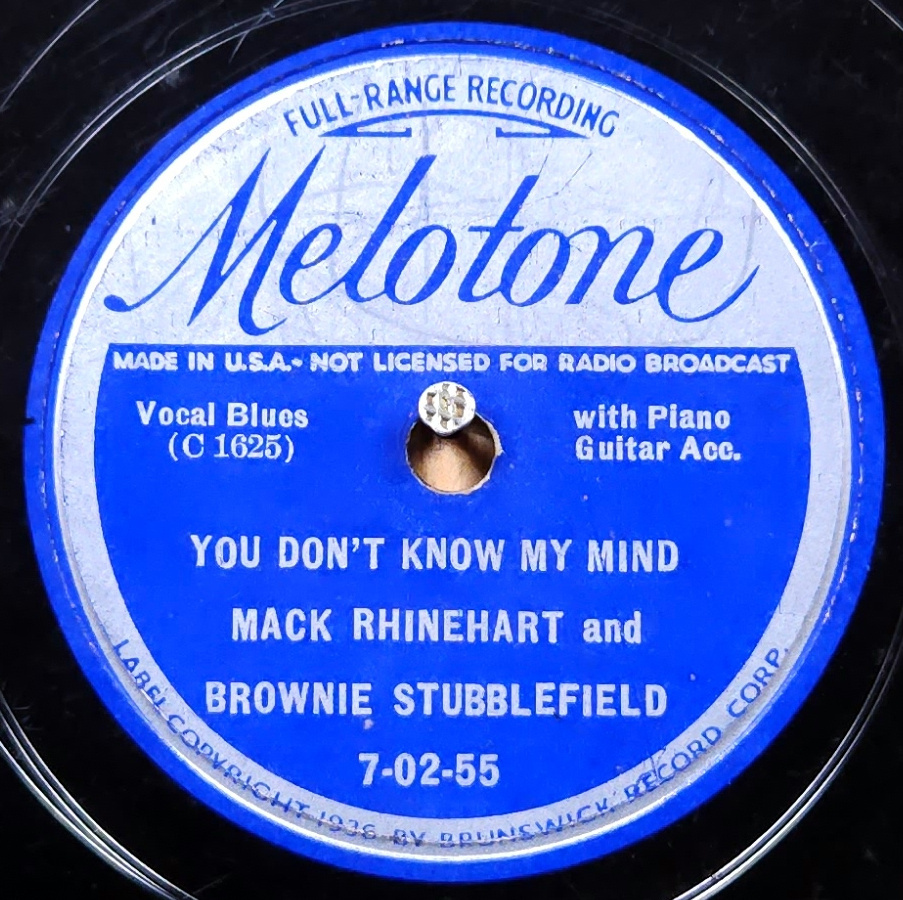 FULL-RANGE RECORDING
Melotone
MADE IN U.S.A.- NOT LICENSED FOR RADIO BROADCAST
Vocal Blues
(C 1625)
with Piano
Guitar Acc.
YOU DON'T KNOW MY MIND
MACK RHINEHART and
BROWNIE STUBBLEFIELD
7-02-55
LABEL COPYRIGHT 1936 BY BRUNSWICK RECORD CORP.